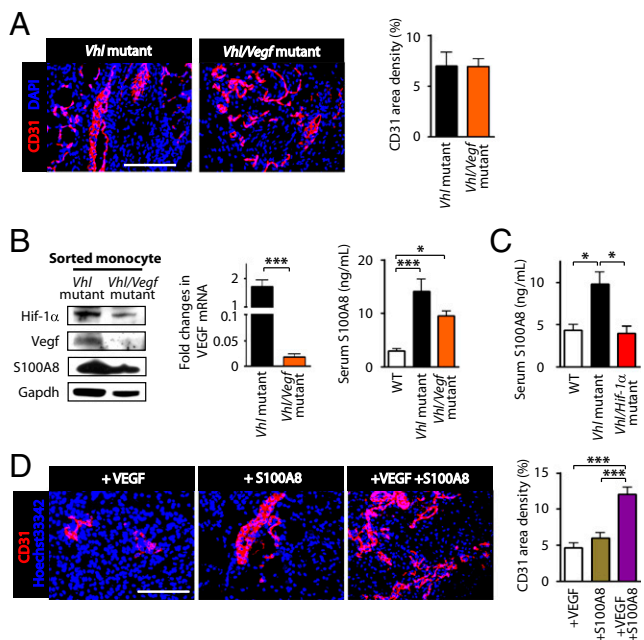 A
Vhl mutant
Vhl/Vegf mutant
CD31 DAPI
CD31 area density (%)
10
5
0
Vhl mutant
Vhl/Vegf
mutant
B
Sorted monocyte
Vhl
mutant
Vhl/Vegf
mutant
Hif-1α
Vegf
S100A8
Gapdh
Fold changes in
VEGF mRNA
2
1
0.1
0.05
0
***
Vhl mutant
Vhl/Vegf
mutant
Serum S100A8 (ng/mL)
20
10
0
*
***
WT
Vhl mutant
Vhl/Vegf
mutant
C
Serum S100A8 (ng/mL)
10
5
0
*
*
WT
Vhl mutant
Vhl/Hif-1α
mutant
D
+VEGF
+ S100A8
+VEGF +S100A8
CD31
33342
CD31 area density (%)
15
10
5
0
***
***
+VEGF
+S100A8
+VEGF
+S100A8